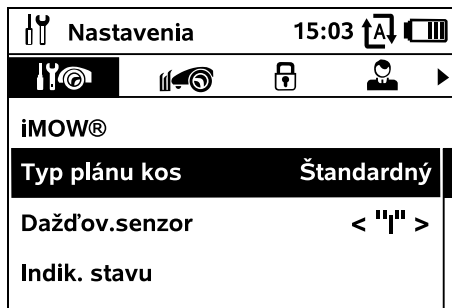 Nastavenia 15:03 A
iMOW®
Typ plánu kos Štandardný
Dažďov.senzor < "I" >
Indik. stavu